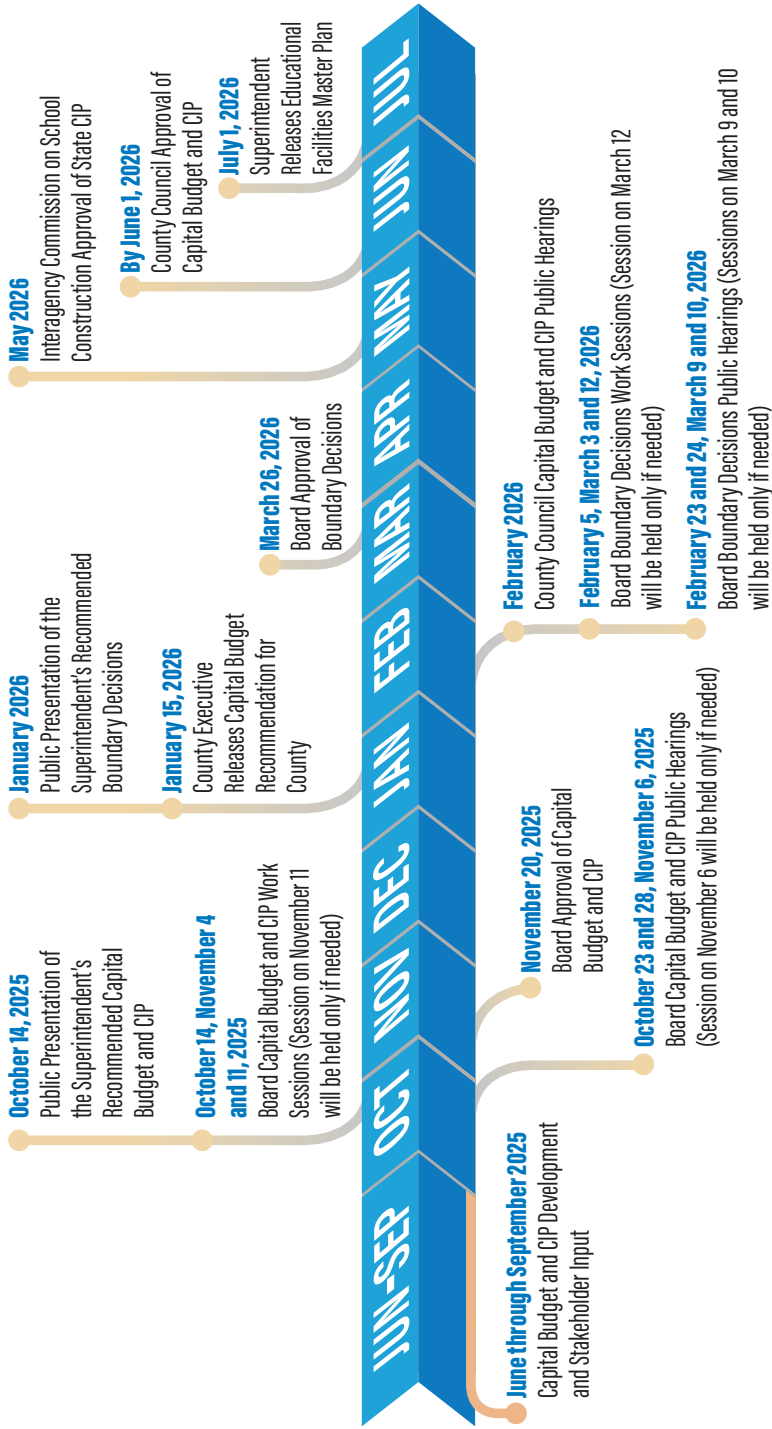 October 14, 2025
Public Presentation of
the Superintendent's
Recommended Capital
Budget and CIP
October 14, November 4
and 11, 2025
Board Capital Budget and CIP Work
Sessions (Session on November 11
will be held only if needed)
January 2026
Public Presentation of the
Superintendent's Recommended
Boundary Decisions
January 15, 2026
County Executive
Releases Capital Budget
Recommendation for
County
March 26, 2026
Board Approval of
Boundary Decisions
May 2026
Interagency Commission on School
Construction Approval of State CIP
By June 1, 2026
County Council Approval of
Capital Budget and CIP
July 1, 2026
Superintendent
Releases Educational
Facilities Master Plan
JUN-SEP OCT NOV DEC JAN FEB MAR APR MAY JUN JUL
June through September 2025
Capital Budget and CIP Development
and Stakeholder Input
November 20, 2025
Board Approval of Capital
Budget and CIP
October 23 and 28, November 6, 2025
Board Capital Budget and CIP Public Hearings
(Session on November 6 will be held only if needed)
February 2026
County Council Capital Budget and CIP Public Hearings
February 5, March 3 and 12, 2026
Board Boundary Decisions Work Sessions (Session on March 12
will be held only if needed)
February 23 and 24, March 9 and 10, 2026
Board Boundary Decisions Public Hearings (Sessions on March 9 and 10
will be held only if needed)